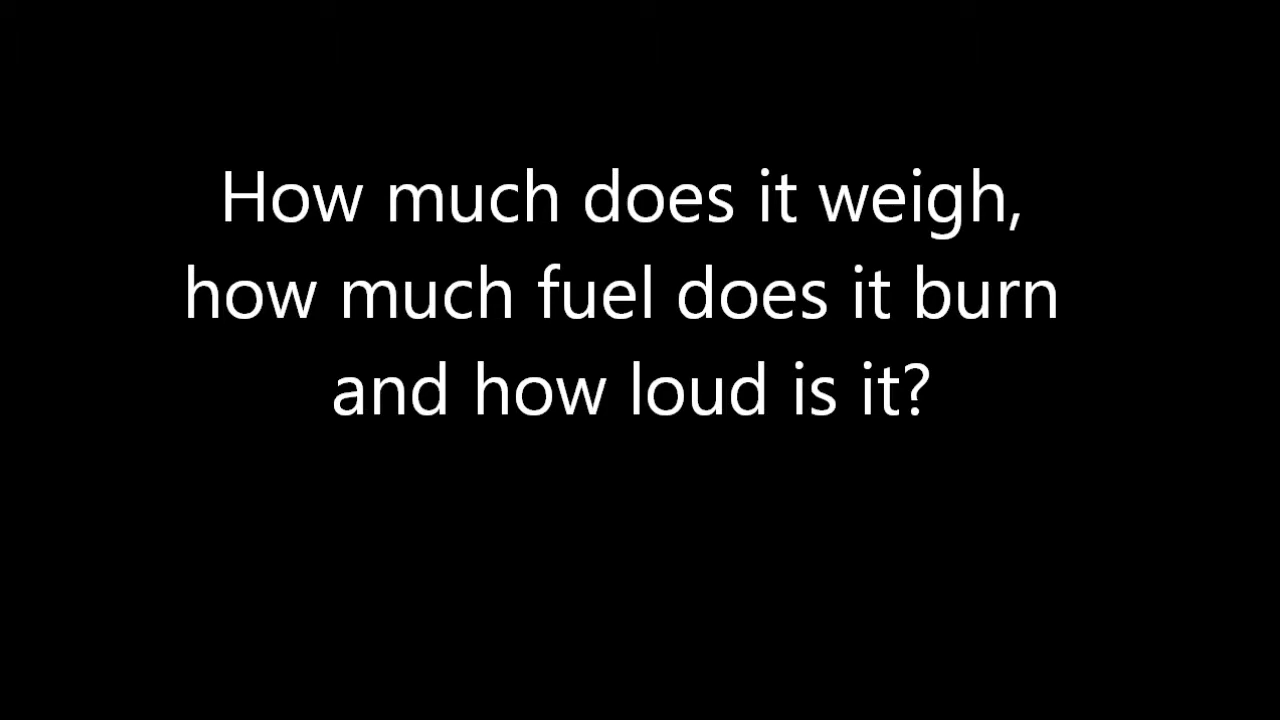 How much does it weigh,
how much fuel does it burn
and how loud is it?